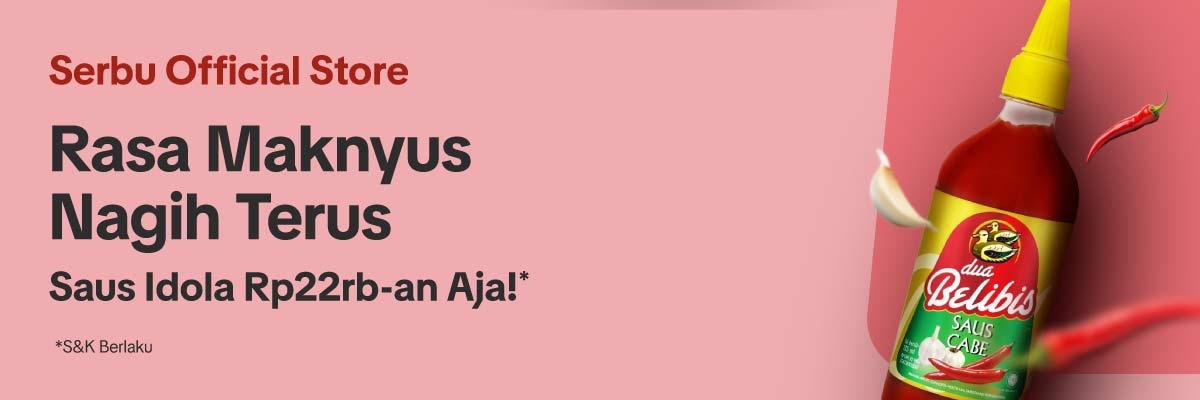 Serbu Official Store
Rasa Maknyus
Nagih Terus
Saus Idola Rp22rb-an Aja!*
*S&K Berlaku
dua
Belibis
SAUS
CABE